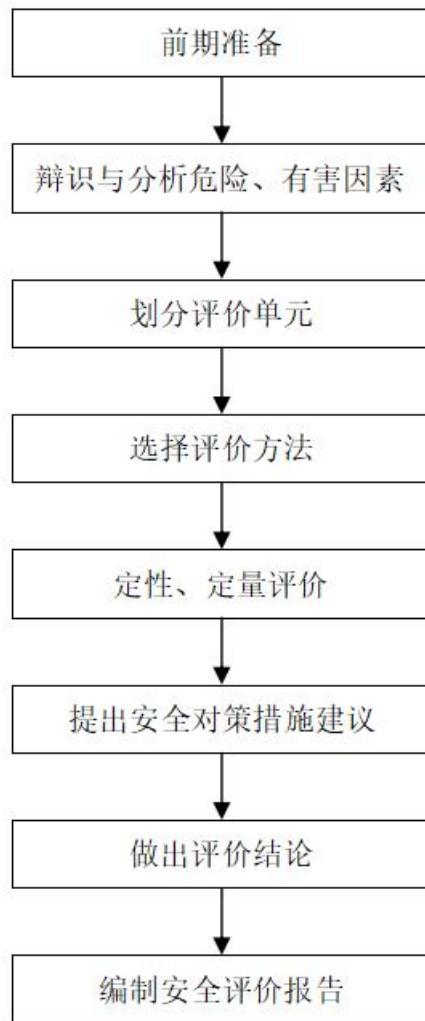 前期准备
辩识与分析危险、有害因素
划分评价单元
选择评价方法
定性、定量评价
提出安全对策措施建议
做出评价结论
编制安全评价报告